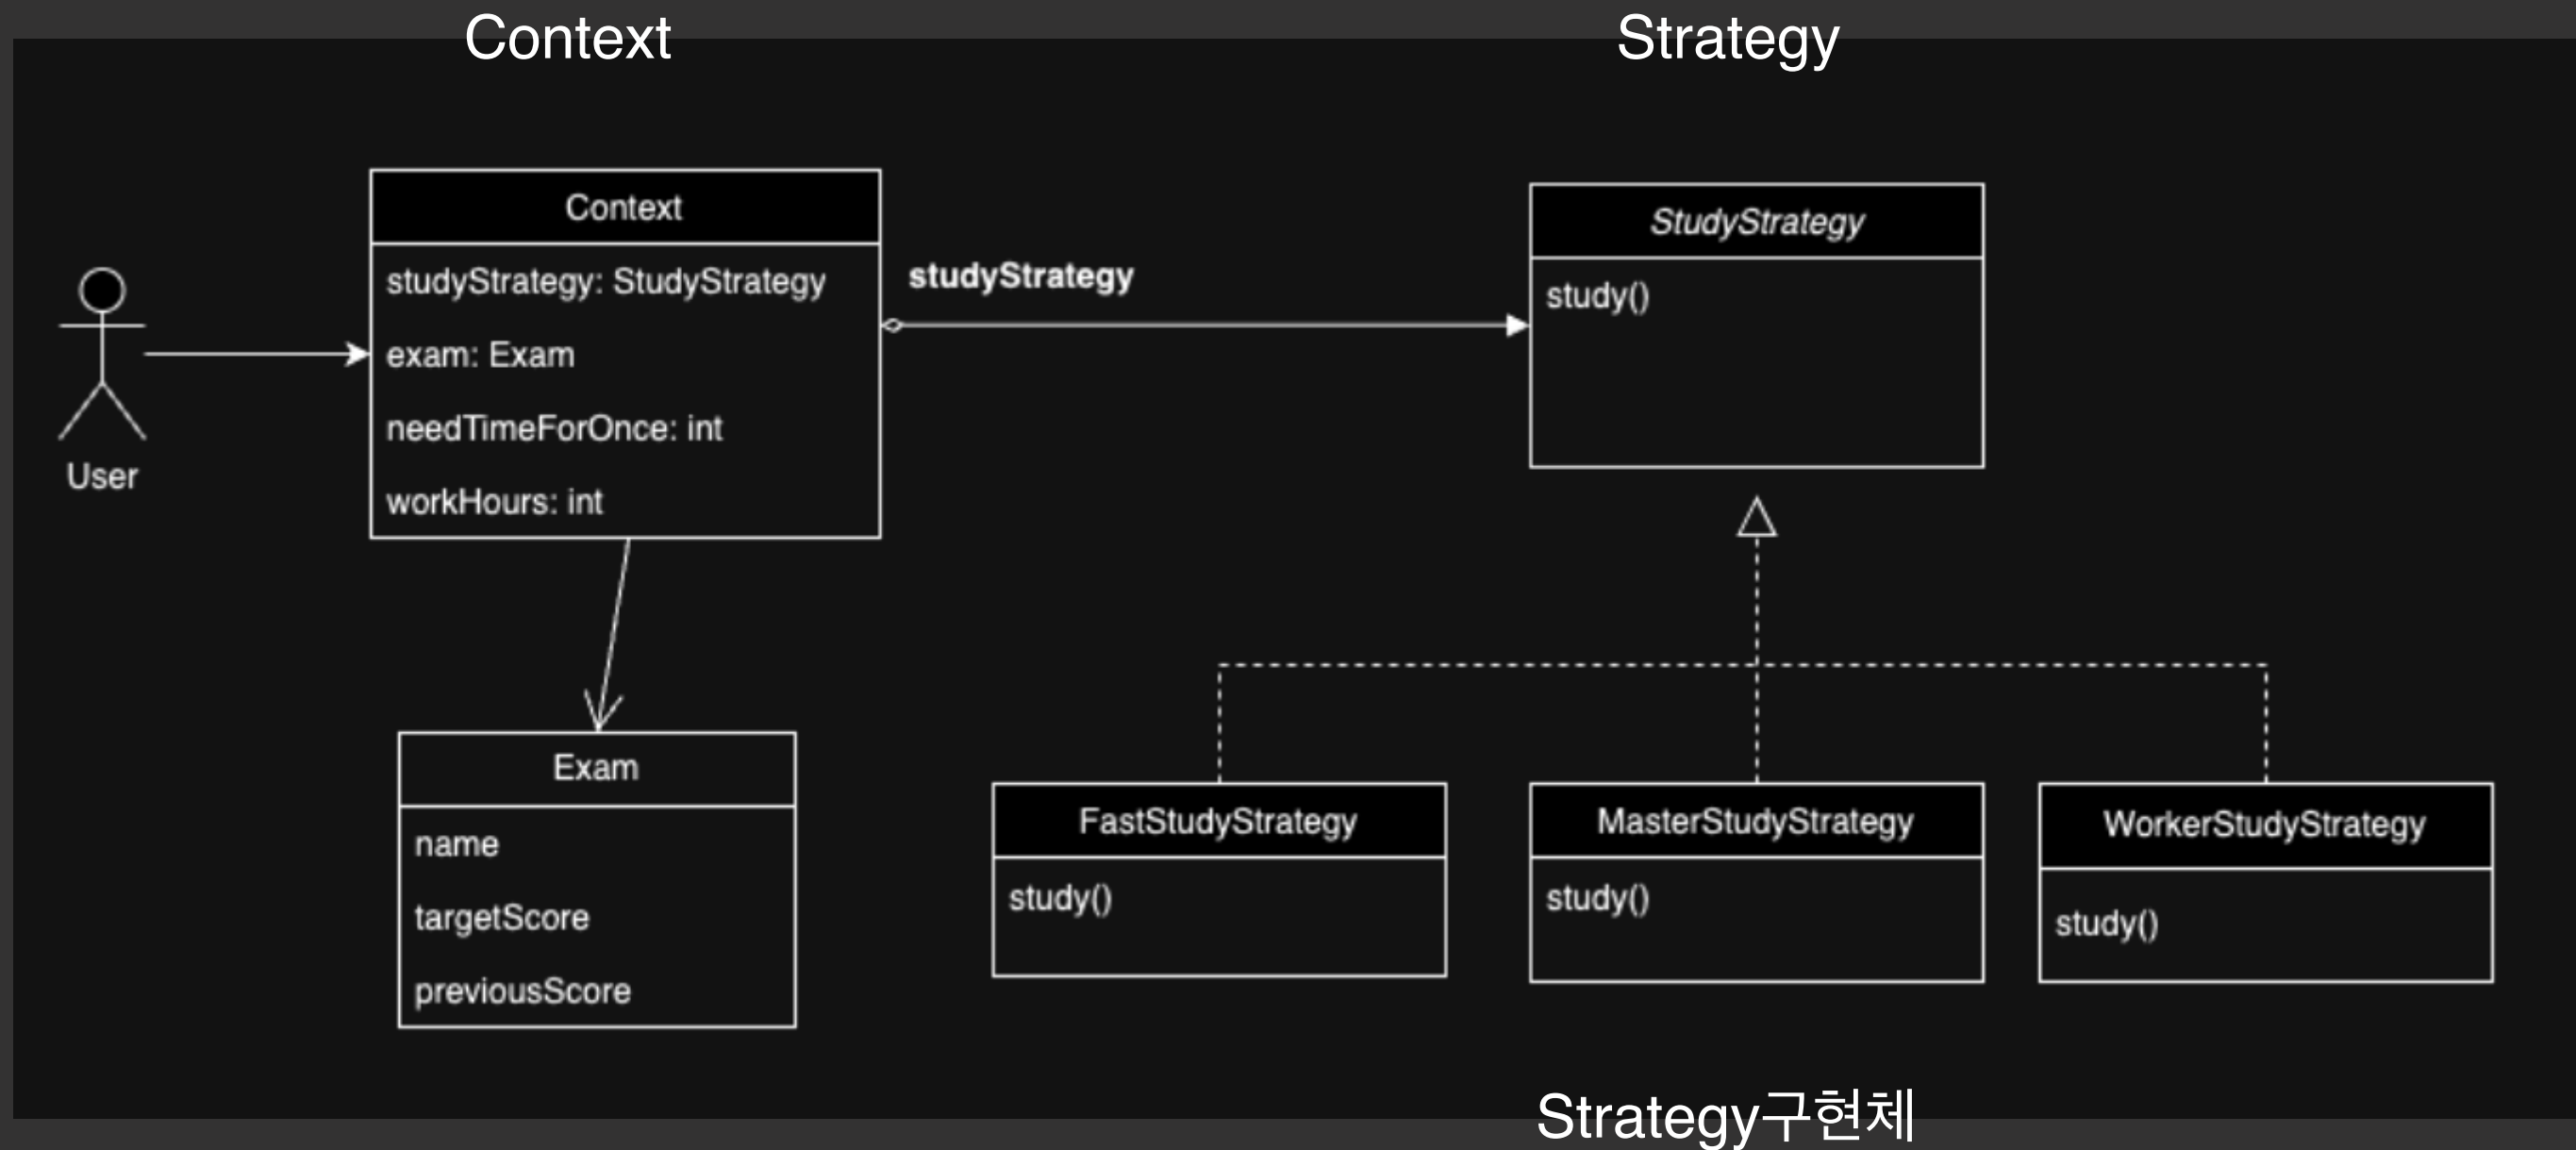 Context
Strategy
Context
studyStrategy: StudyStrategy
exam: Exam
needTimeForOnce: int
workHours: int
studyStrategy
StudyStrategy
study()
User
Exam
name
targetScore
previousScore
FastStudyStrategy
study()
MasterStudyStrategy
study()
WorkerStudyStrategy
study()
Strategy구현체